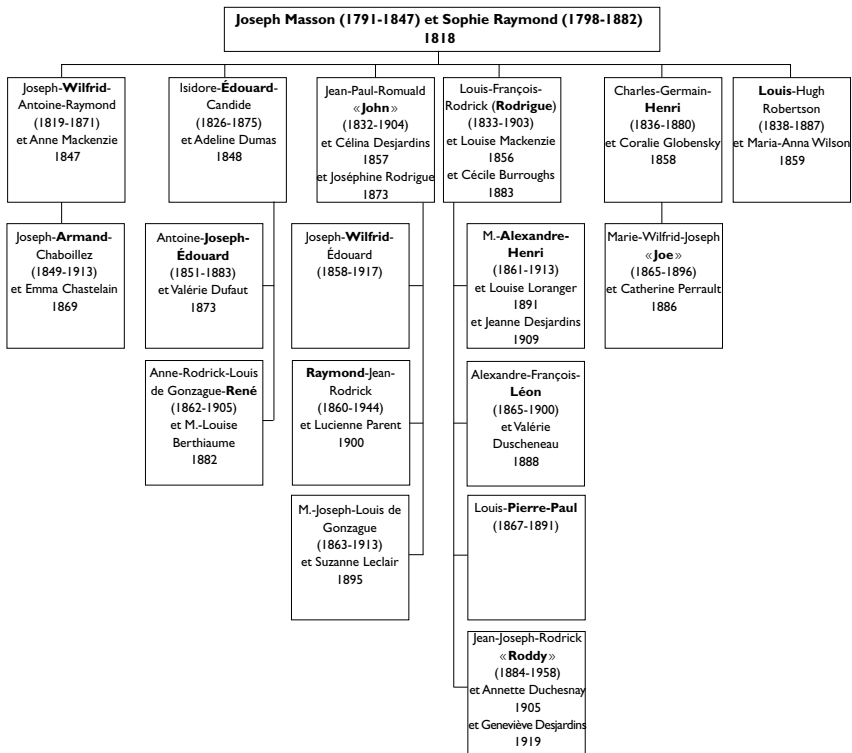 Joseph Masson (1791-1847) et Sophie Raymond (1798-1882)
1818
Joseph-Wilfrid-
Antoine-Raymond
(1819-1871)
et Anne Mackenzie
1847
Isidore-Édouard-
Candide
(1826-1875)
et Adeline Dumas
1848
Jean-Paul-Romuald
« John »
(1832-1904)
et Célina Desjardins
1857
et Joséphine Rodrigue
1873
Louis-François-
Rodrick (Rodrigue)
(1833-1903)
et Louise Mackenzie
1856
et Cécile Burroughs
1883
Charles-Germain-
Henri
(1836-1880)
et Coralie Globensky
1858
Louis-Hugh
Robertson
(1838-1887)
et Maria-Anna Wilson
1859
Joseph-Armand-
Chaboillez
(1849-1913)
et Emma Chastelain
1869
Antoine-Joseph-
Édouard
(1851-1883)
et Valérie Dufaut
1873
Joseph-Wilfrid-
Édouard
(1858-1917)
M.-Alexandre-
Henri
(1861-1913)
et Louise Loranger
1891
et Jeanne Desjardins
1909
Marie-Wilfrid-Joseph
« Joe »
(1865-1896)
et Catherine Perrault
1886
Anne-Rodrick-Louis
de Gonzague-René
(1862-1905)
et M.-Louise
Berthiaume
1882
Raymond-Jean-
Rodrick
(1860-1944)
et Lucienne Parent
1900
Alexandre-François-
Léon
(1865-1900)
et Valérie
Duscheneau
1888
M.-Joseph-Louis de
Gonzague
(1863-1913)
et Suzanne Leclair
1895
Louis-Pierre-Paul
(1867-1891)
Jean-Joseph-Rodrick
« Roddy »
(1884-1958)
et Annette Duchesnay
1905
et Geneviève Desjardins
1919